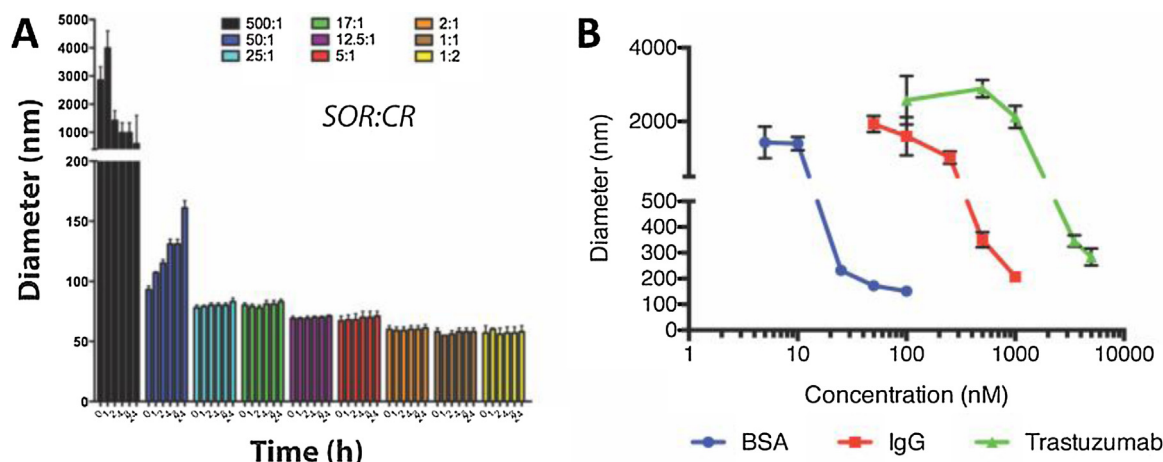 A
5000
4000
3000
2000
1000
200
150
100
50
0
Diameter (nm)
500:1 17:1 2:1
50:1 12.5:1 1:1
25:1 5:1 1:2
SOR:CR
Time (h)
B
4000
2000
500
400
300
200
100
0
Diameter (nm)
1 10 100 1000 10000
Concentration (nM)
BSA IgG Trastuzumab